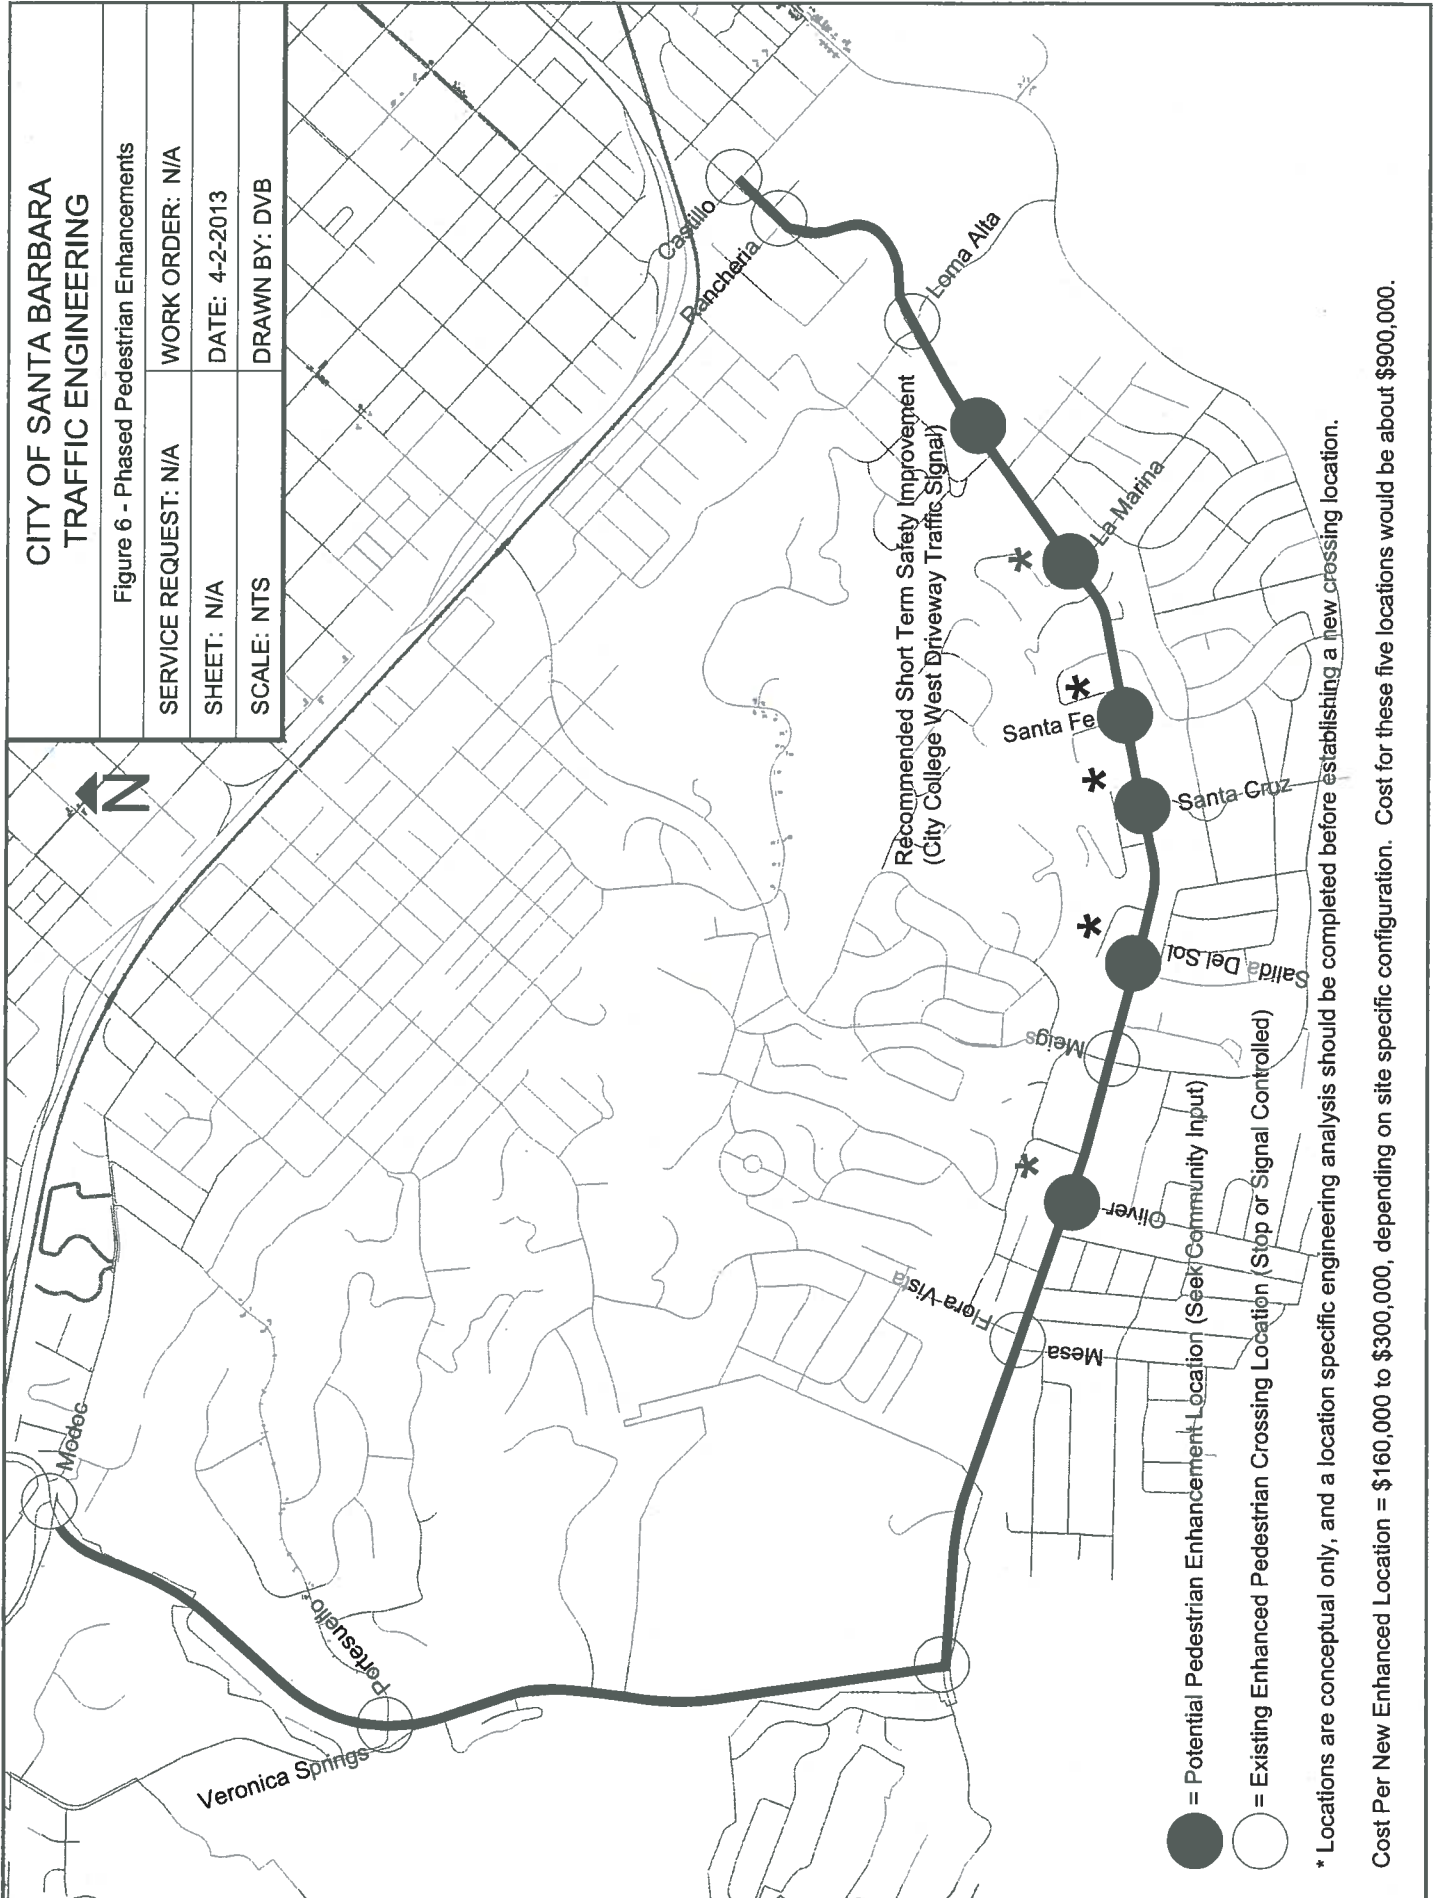 CITY OF SANTA BARBARA
TRAFFIC ENGINEERING
Figure 6 - Phased Pedestrian Enhancements
SERVICE REQUEST: N/A
WORK ORDER: N/A
SHEET: N/A
DATE: 4-2-2013
SCALE: NTS
DRAWN BY: DVB
N
Modoc
Portesuello
Veronica Springs
Castillo
Rancheria
Loma Alta
Recommended Short Term Safety Improvement
(City College West Driveway Traffic Signal)
La Marina
*
Santa Fe
*
Santa Cruz
*
Salida Del Sol
*
Meigs
Oliver
*
Flora Vista
Mesa
= Potential Pedestrian Enhancement Location (Seek Community Input)
= Existing Enhanced Pedestrian Crossing Location (Stop or Signal Controlled)
* Locations are conceptual only, and a location specific engineering analysis should be completed before establishing a new crossing location.
Cost Per New Enhanced Location = $160,000 to $300,000, depending on site specific configuration. Cost for these five locations would be about $900,000.